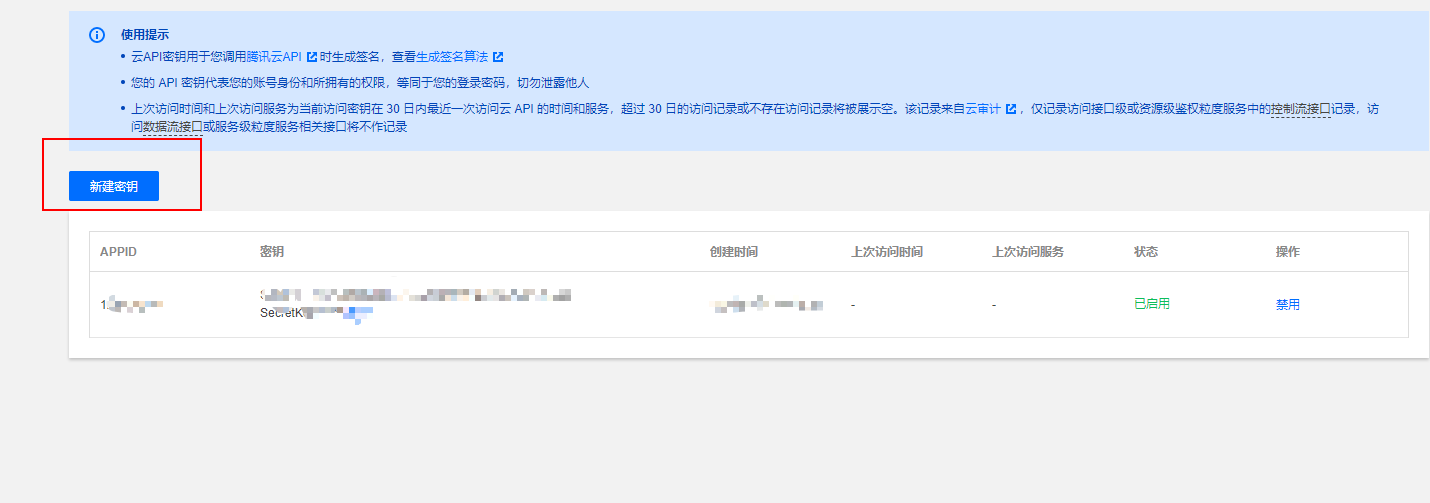 使用提示
云API密钥用于您调用腾讯云API 时生成签名，查看生成签名算法
您的 API 密钥代表您的账号身份和所拥有的权限，等同于您的登录密码，切勿泄露他人
上次访问时间和上次访问服务为当前访问密钥在 30 日内最近一次访问云 API 的时间和服务，超过 30 日的访问记录或不存在访问记录将被展示空。该记录来自云审计 ，仅记录访问接口级或资源级鉴权粒度服务中的控制流接口记录，访
问数据流接口或服务级粒度服务相关接口将不作记录
新建密钥
APPID 密钥 创建时间 上次访问时间 上次访问服务 状态 操作
- - 已启用 禁用